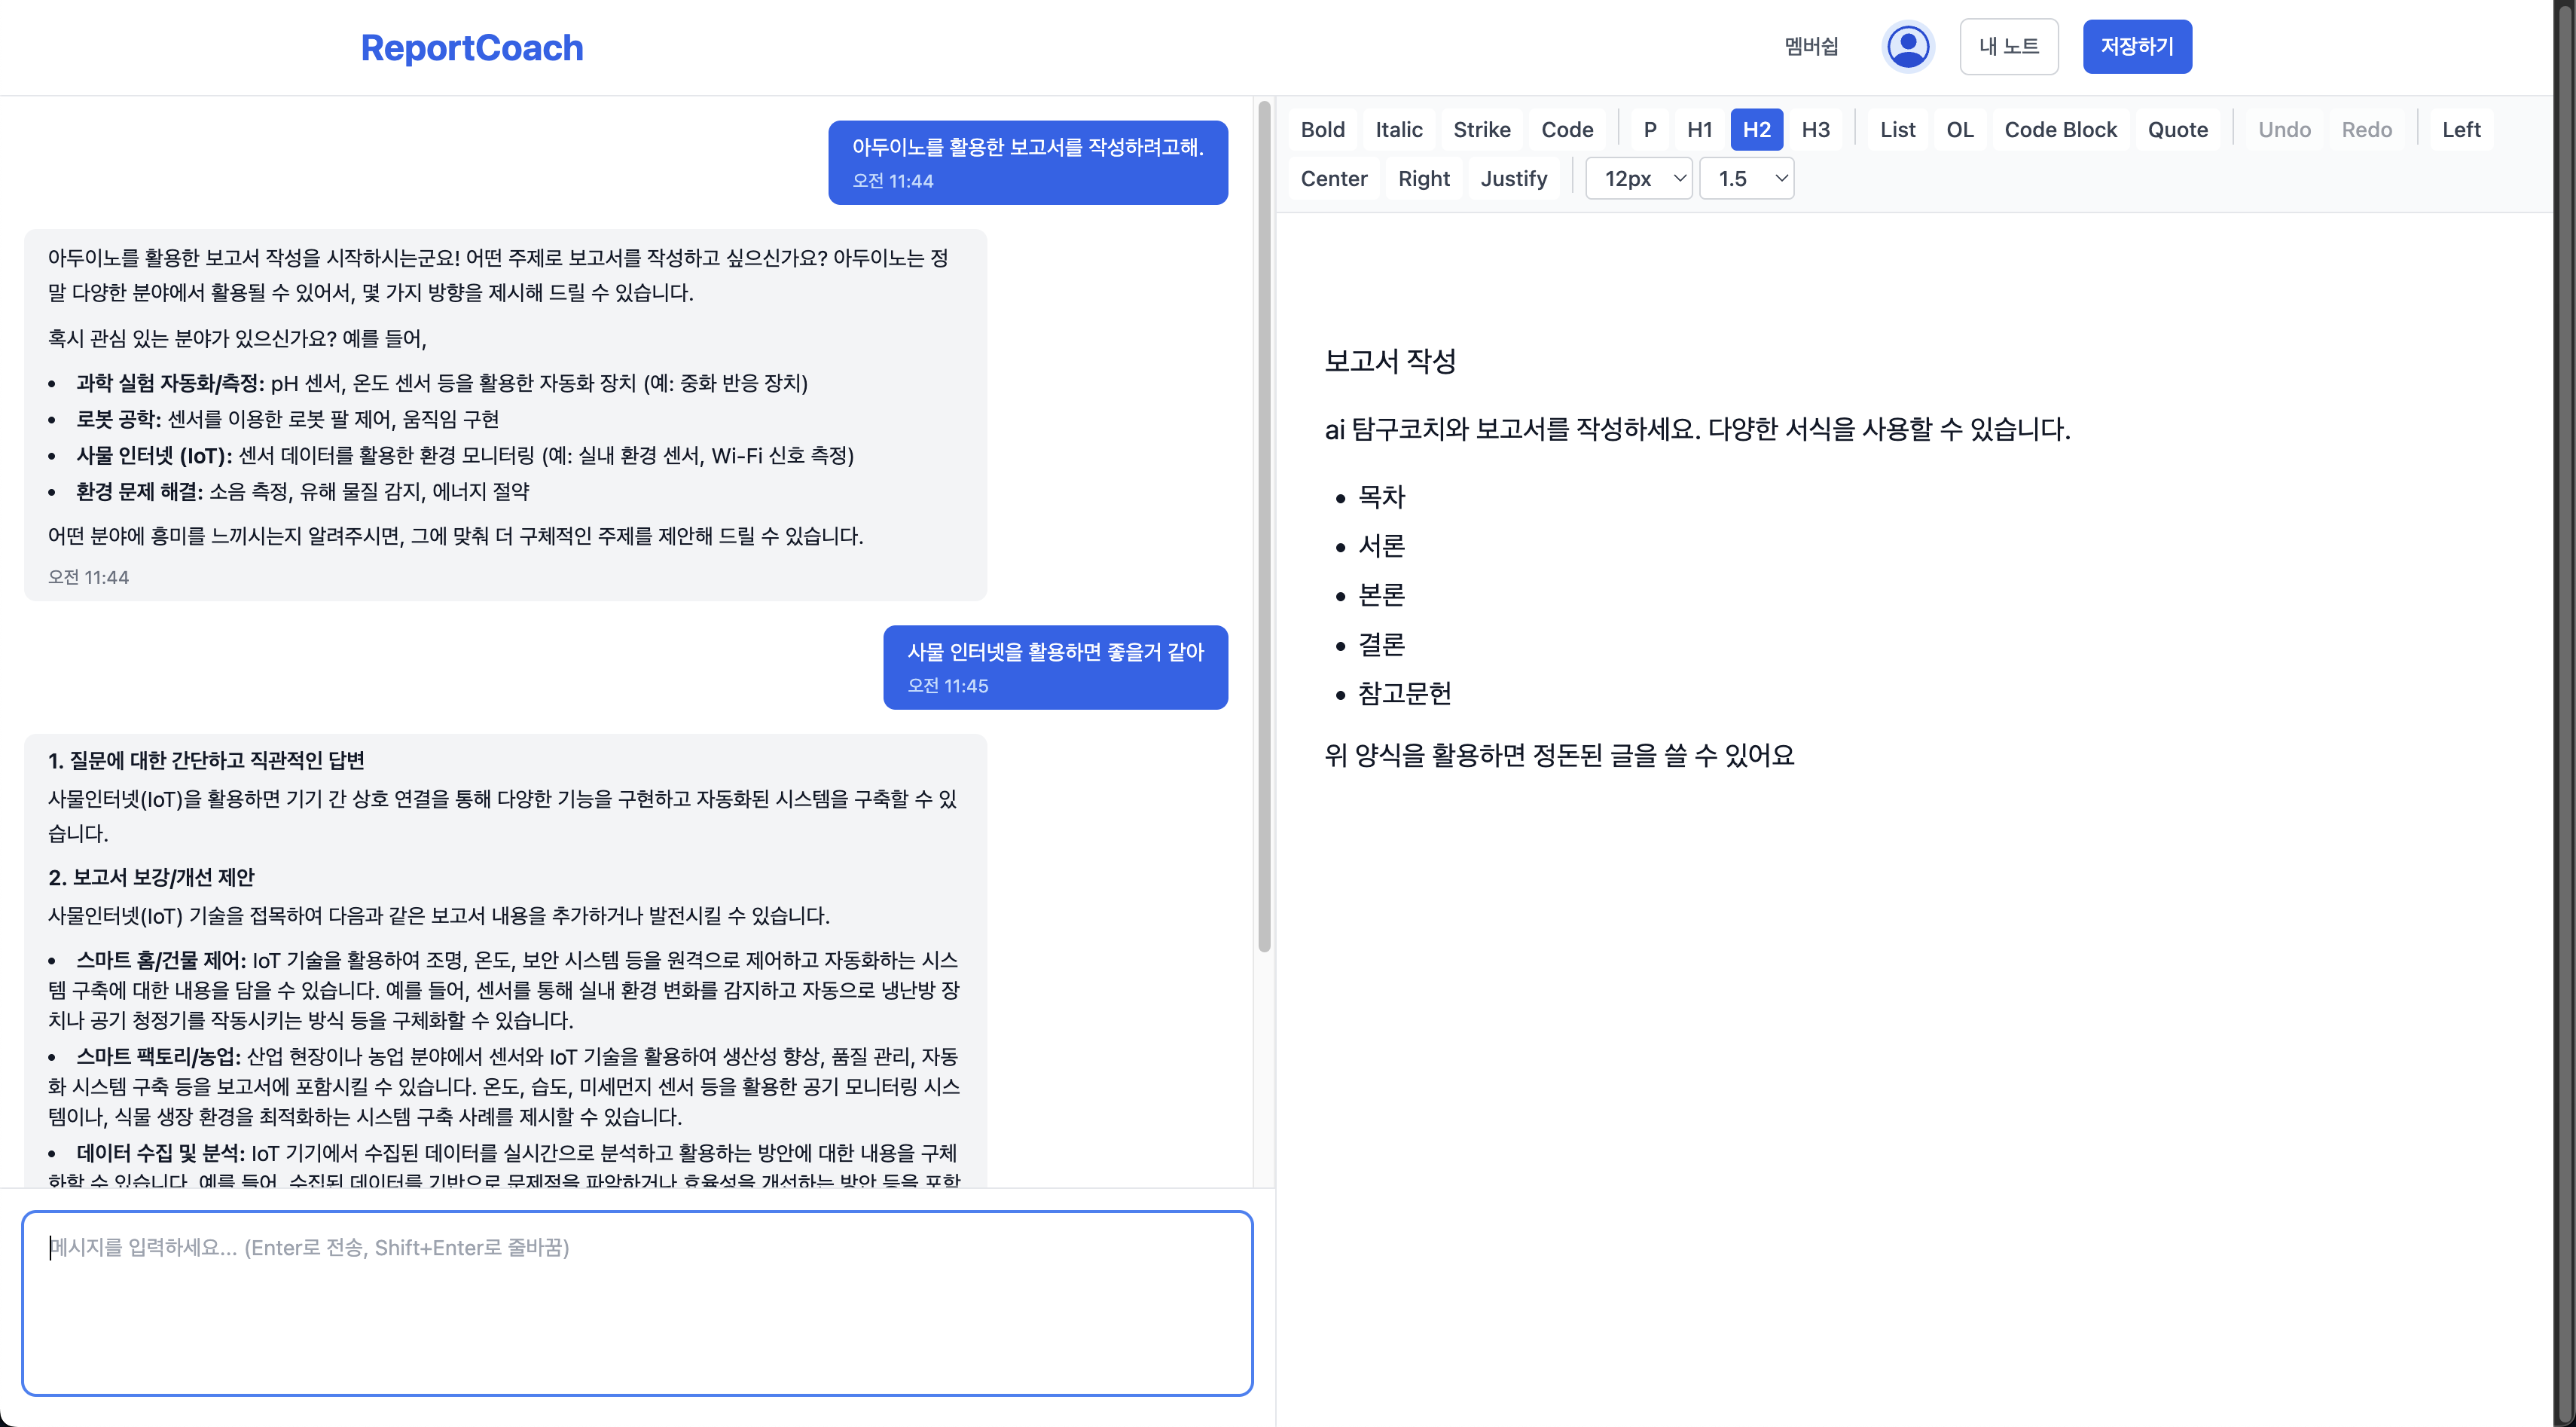 ReportCoach
멤버쉽
내 노트
저장하기
아두이노를 활용한 보고서를 작성하려고해.
오전 11:44
아두이노를 활용한 보고서 작성을 시작하시는군요! 어떤 주제로 보고서를 작성하고 싶으신가요? 아두이노는 정
말 다양한 분야에서 활용될 수 있어서, 몇 가지 방향을 제시해 드릴 수 있습니다.
혹시 관심 있는 분야가 있으신가요? 예를 들어,
• 과학 실험 자동화/측정: pH 센서, 온도 센서 등을 활용한 자동화 장치 (예: 중화 반응 장치)
• 로봇 공학: 센서를 이용한 로봇 팔 제어, 움직임 구현
• 사물 인터넷 (IoT): 센서 데이터를 활용한 환경 모니터링 (예: 실내 환경 센서, Wi-Fi 신호 측정)
• 환경 문제 해결: 소음 측정, 유해 물질 감지, 에너지 절약
어떤 분야에 흥미를 느끼시는지 알려주시면, 그에 맞춰 더 구체적인 주제를 제안해 드릴 수 있습니다.
오전 11:44
사물 인터넷을 활용하면 좋을거 같아
오전 11:45
1. 질문에 대한 간단하고 직관적인 답변
사물인터넷(IoT)을 활용하면 기기 간 상호 연결을 통해 다양한 기능을 구현하고 자동화된 시스템을 구축할 수 있
습니다.
2. 보고서 보강/개선 제안
사물인터넷(IoT) 기술을 접목하여 다음과 같은 보고서 내용을 추가하거나 발전시킬 수 있습니다.
• 스마트 홈/건물 제어: IoT 기술을 활용하여 조명, 온도, 보안 시스템 등을 원격으로 제어하고 자동화하는 시스
템 구축에 대한 내용을 담을 수 있습니다. 예를 들어, 센서를 통해 실내 환경 변화를 감지하고 자동으로 냉난방 장
치나 공기 청정기를 작동시키는 방식 등을 구체화할 수 있습니다.
• 스마트 팩토리/농업: 산업 현장이나 농업 분야에서 센서와 IoT 기술을 활용하여 생산성 향상, 품질 관리, 자동
화 시스템 구축 등을 보고서에 포함시킬 수 있습니다. 온도, 습도, 미세먼지 센서 등을 활용한 공기 모니터링 시스
템이나, 식물 생장 환경을 최적화하는 시스템 구축 사례를 제시할 수 있습니다.
• 데이터 수집 및 분석: IoT 기기에서 수집된 데이터를 실시간으로 분석하고 활용하는 방안에 대한 내용을 구체
화할 수 있습니다. 예를 들어, 수집된 데이터를 기반으로 문제점을 파악하거나 효율성을 개선하는 방안 등을 포함
메시지를 입력하세요... (Enter로 전송, Shift+Enter로 줄바꿈)
Bold Italic Strike Code P H1 H2 H3 List OL Code Block Quote Undo Redo Left
Center Right Justify 12px 1.5
보고서 작성
ai 탐구코치와 보고서를 작성하세요. 다양한 서식을 사용할 수 있습니다.
• 목차
• 서론
• 본론
• 결론
• 참고문헌
위 양식을 활용하면 정돈된 글을 쓸 수 있어요